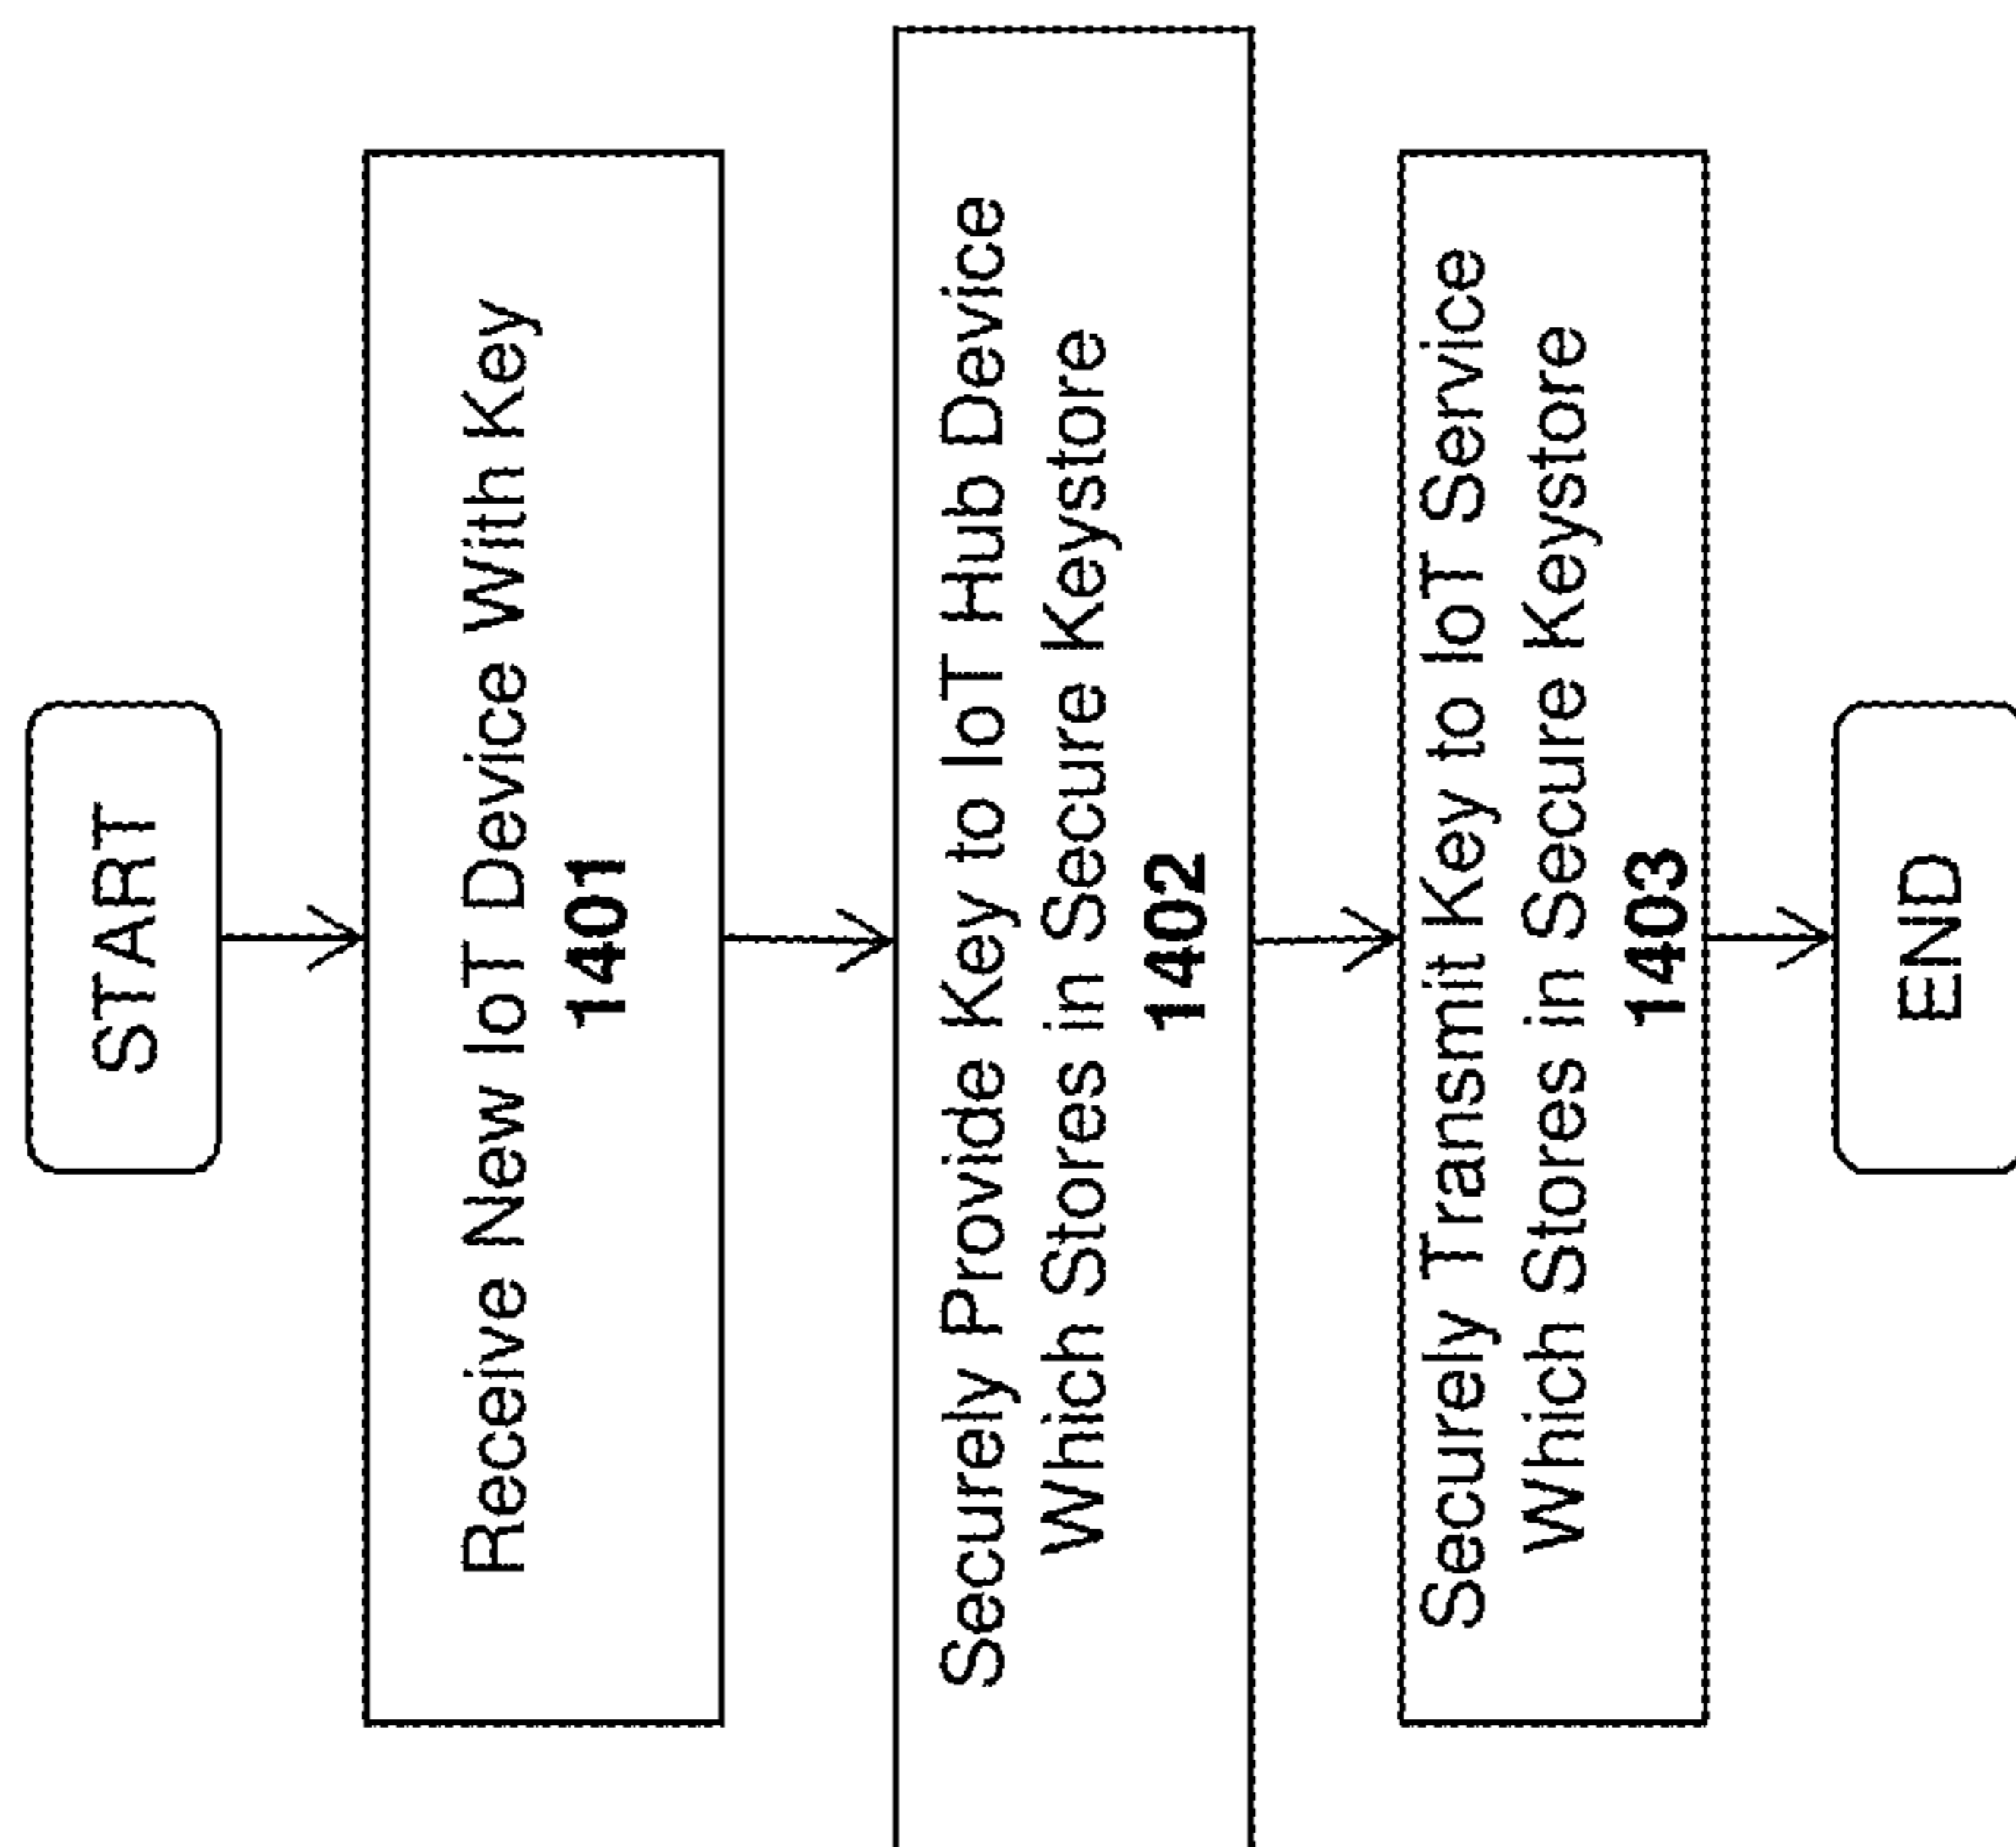 START
Receive New IoT Device With Key
1401
Securely Provide Key to IoT Hub Device
Which Stores in Secure Keystore
1402
Securely Transmit Key to IoT Service
Which Stores in Secure Keystore
1403
END